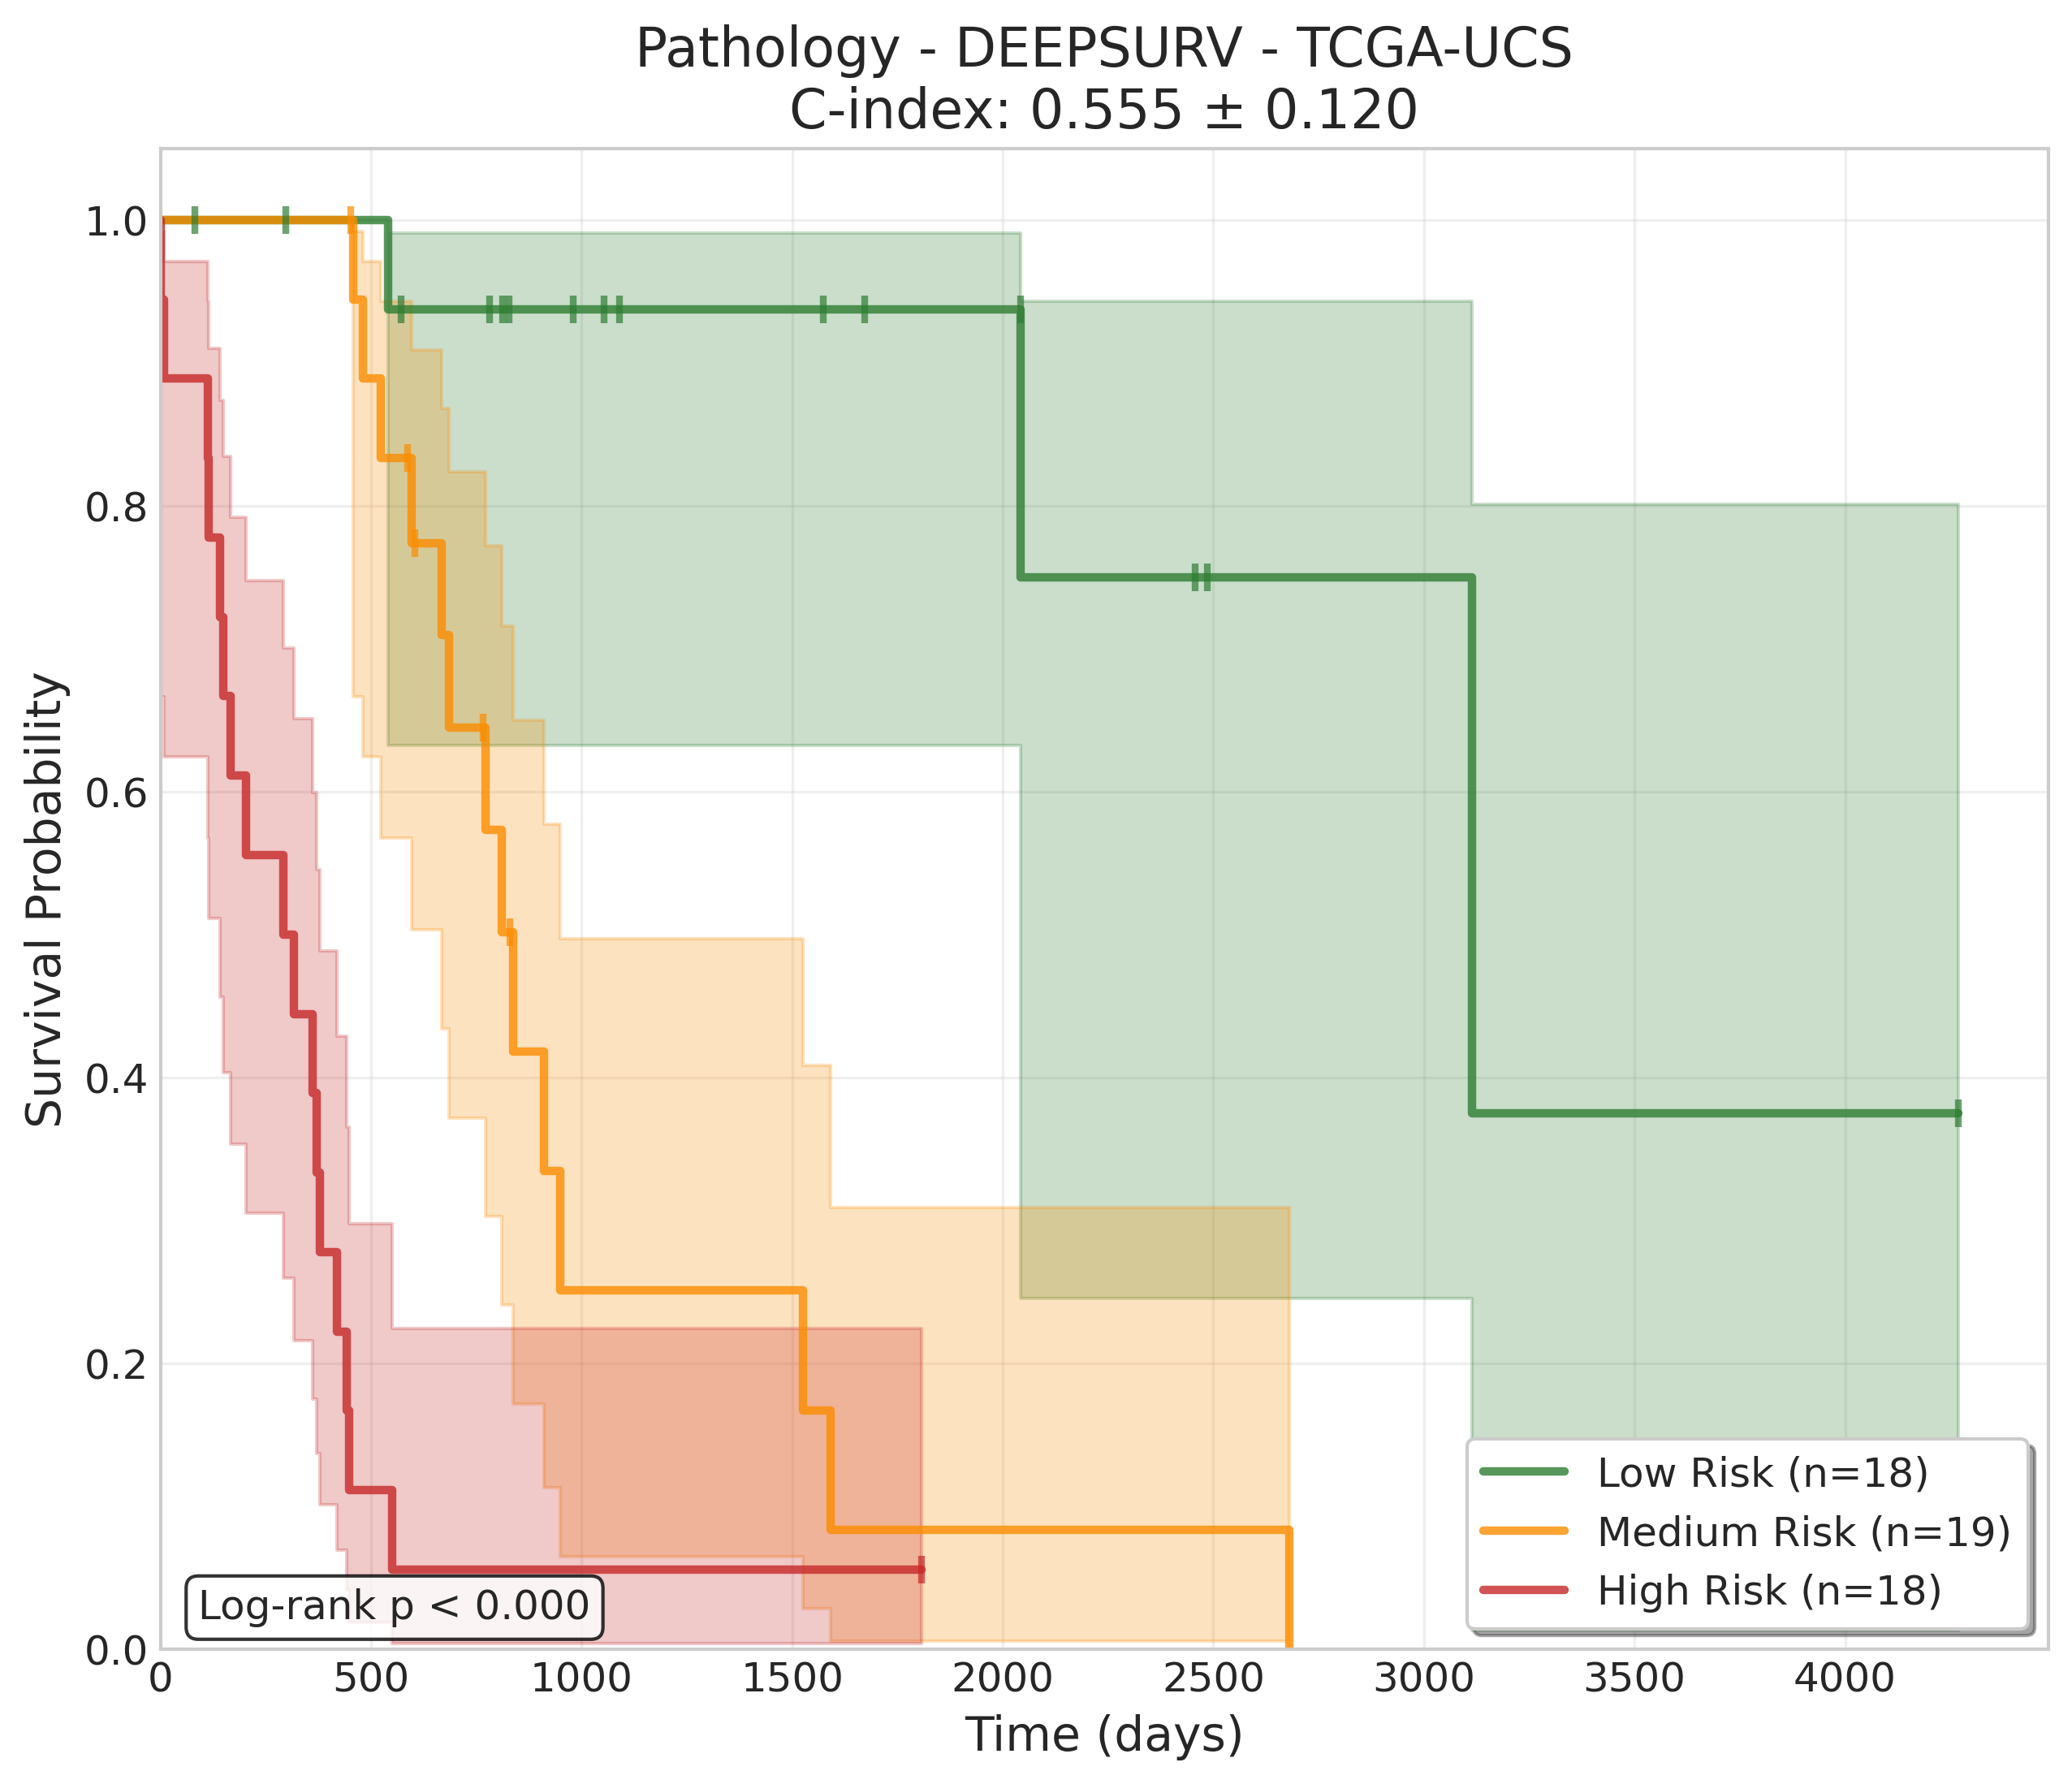 Pathology - DEEPSURV - TCGA-UCS
C-index: 0.555 ± 0.120
Survival Probability
1.0
0.8
0.6
0.4
0.2
0.0
Log-rank p < 0.000
Low Risk (n=18)
Medium Risk (n=19)
High Risk (n=18)
0 500 1000 1500 2000 2500 3000 3500 4000
Time (days)